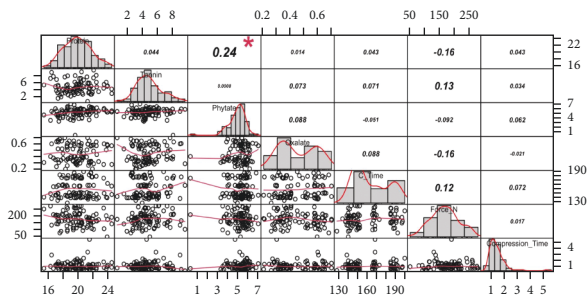 2 4 6 8 0.2 0.4 0.6 50 150 250
Protein 0.044 0.24 * 0.014 0.043 -0.16 0.043 22 16
6 2 Tannin 0.0088 0.073 0.071 0.13 0.034
Phytate 0.088 -0.051 -0.092 0.062 7 4 1
0.6 0.2 Oxalate 0.088 -0.16 -0.021
C_Time 0.12 0.072 190 130
200 50 Force_N 0.017
Compression_Time 4 1
16 20 24 1 3 5 7 130 160 190 1 2 3 4 5